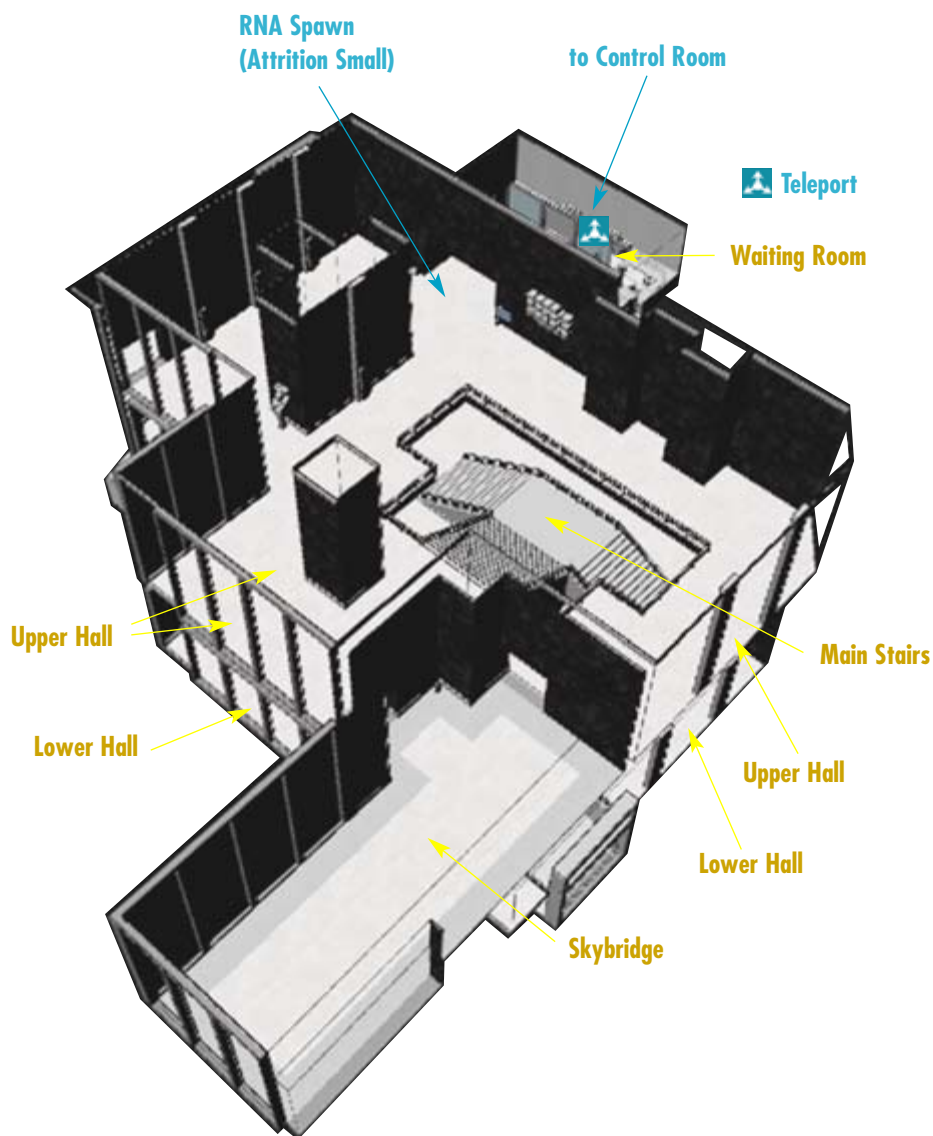 RNA Spawn
(Attrition Small)
to Control Room
Teleport
Waiting Room
Upper Hall
Main Stairs
Lower Hall
Upper Hall
Lower Hall
Skybridge